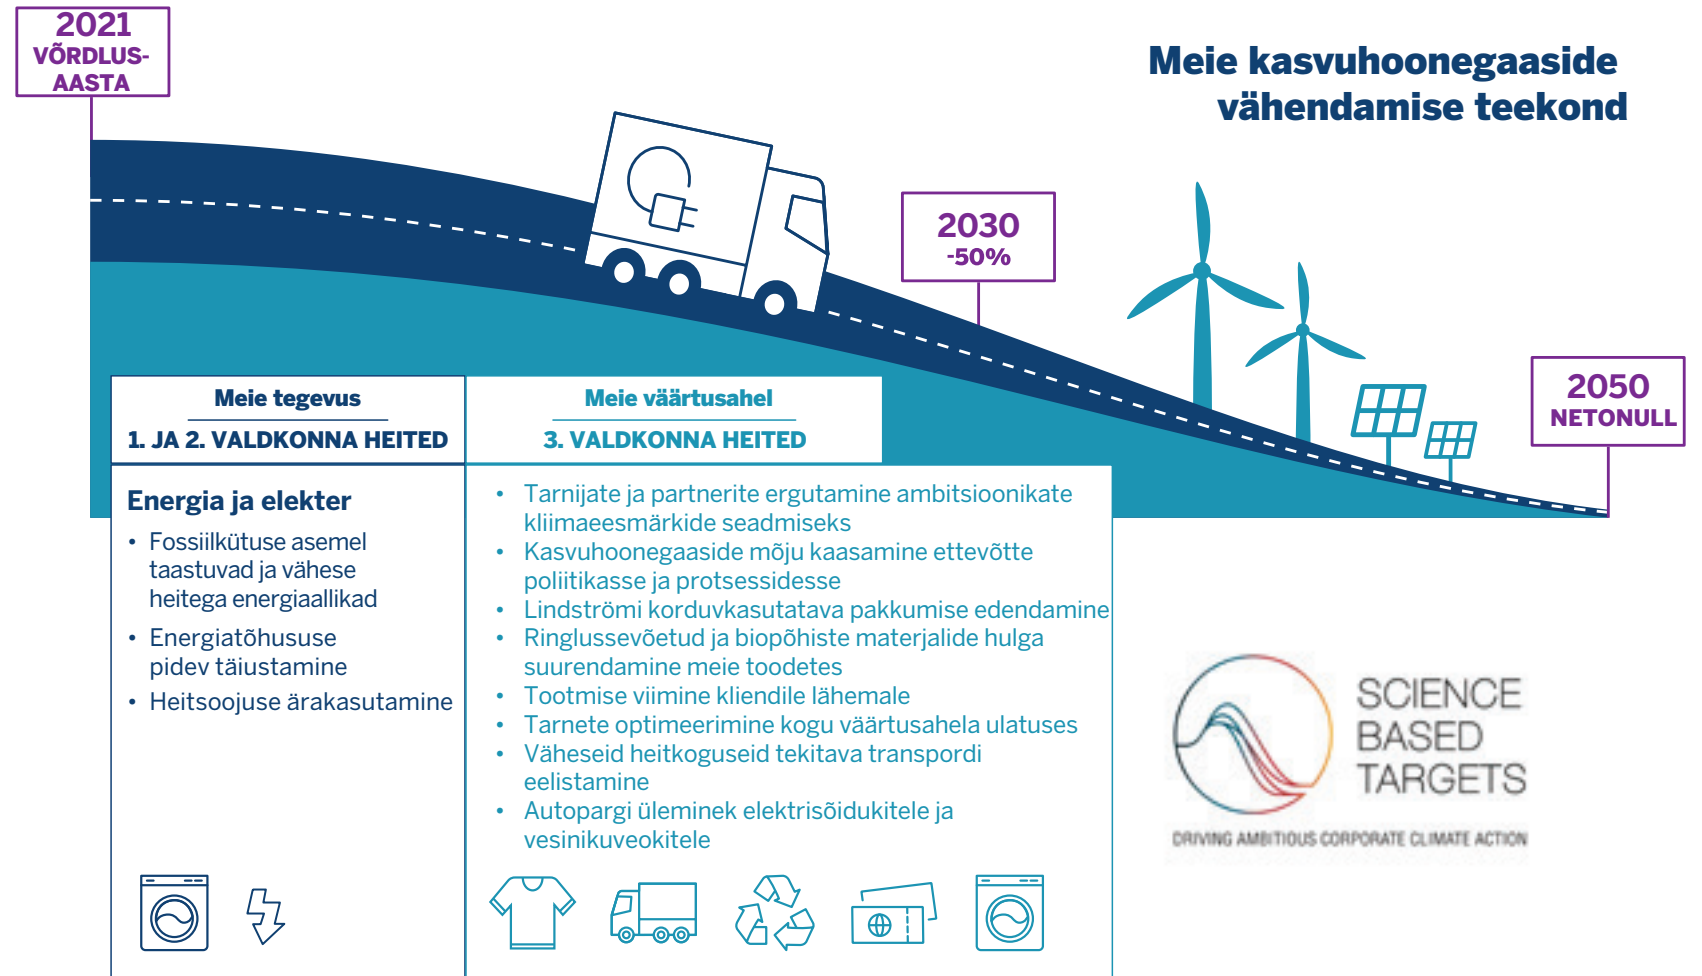 2021
VÕRDLUS-
AASTA
Meie kasvuhoonegaaside
vähendamise teekond
2030
-50%
2050
NETONULL
Meie tegevus
1. JA 2. VALDKONNA HEITED
Meie väärtusahel
3. VALDKONNA HEITED
Energia ja elekter
• Fossiilkütuse asemel
taastuvad ja vähese
heitega energiaallikad
• Energiatõhususe
pidev täiustamine
• Heitsoojuse ärakasutamine
• Tarnijate ja partnerite ergutamine ambitsioonikate
kliimaeesmärkide seadmiseks
• Kasvuhoonegaaside mõju kaasamine ettevõtte
poliitikasse ja protsessidesse
• Lindströmi korduvkasutatava pakkumise edendamine
• Ringlussevõetud ja biopõhiste materjalide hulga
suurendamine meie toodetes
• Tootmise viimine kliendile lähemale
• Tarnete optimeerimine kogu väärtusahela ulatuses
• Väheseid heitkoguseid tekitava transpordi
eelistamine
• Autopargi üleminek elektrisõidukitele ja
vesinikuveokitele
SCIENCE
BASED
TARGETS
DRIVING AMBITIOUS CORPORATE CLIMATE ACTION